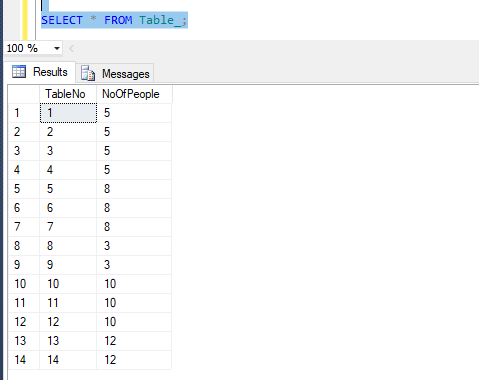 SELECT * FROM Table_;
100 %
Results Messages
TableNo NoOfPeople
1 1 5
2 2 5
3 3 5
4 4 5
5 5 8
6 6 8
7 7 8
8 8 3
9 9 3
10 10 10
11 11 10
12 12 10
13 13 12
14 14 12